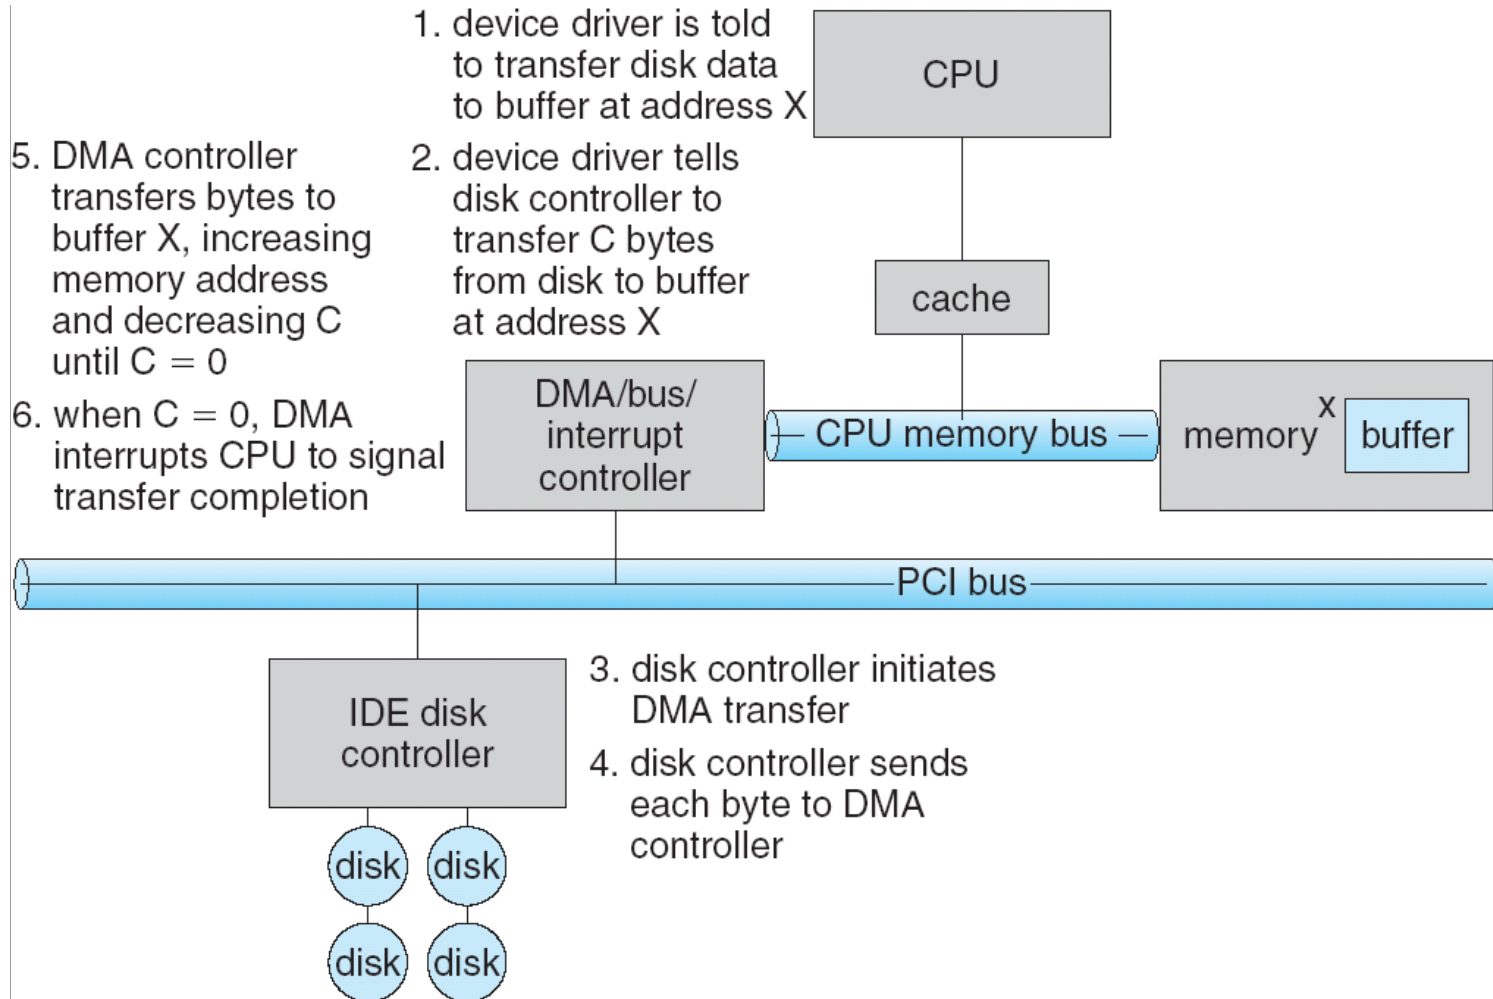 1. device driver is told
to transfer disk data
to buffer at address X
CPU
5. DMA controller
transfers bytes to
buffer X, increasing
memory address
and decreasing C
until C = 0
2. device driver tells
disk controller to
transfer C bytes
from disk to buffer
at address X
cache
6. when C = 0, DMA
interrupts CPU to signal
transfer completion
DMA/bus/
interrupt
controller
CPU memory bus
memory
X
buffer
PCI bus
IDE disk
controller
3. disk controller initiates
DMA transfer
4. disk controller sends
each byte to DMA
controller
disk
disk
disk
disk